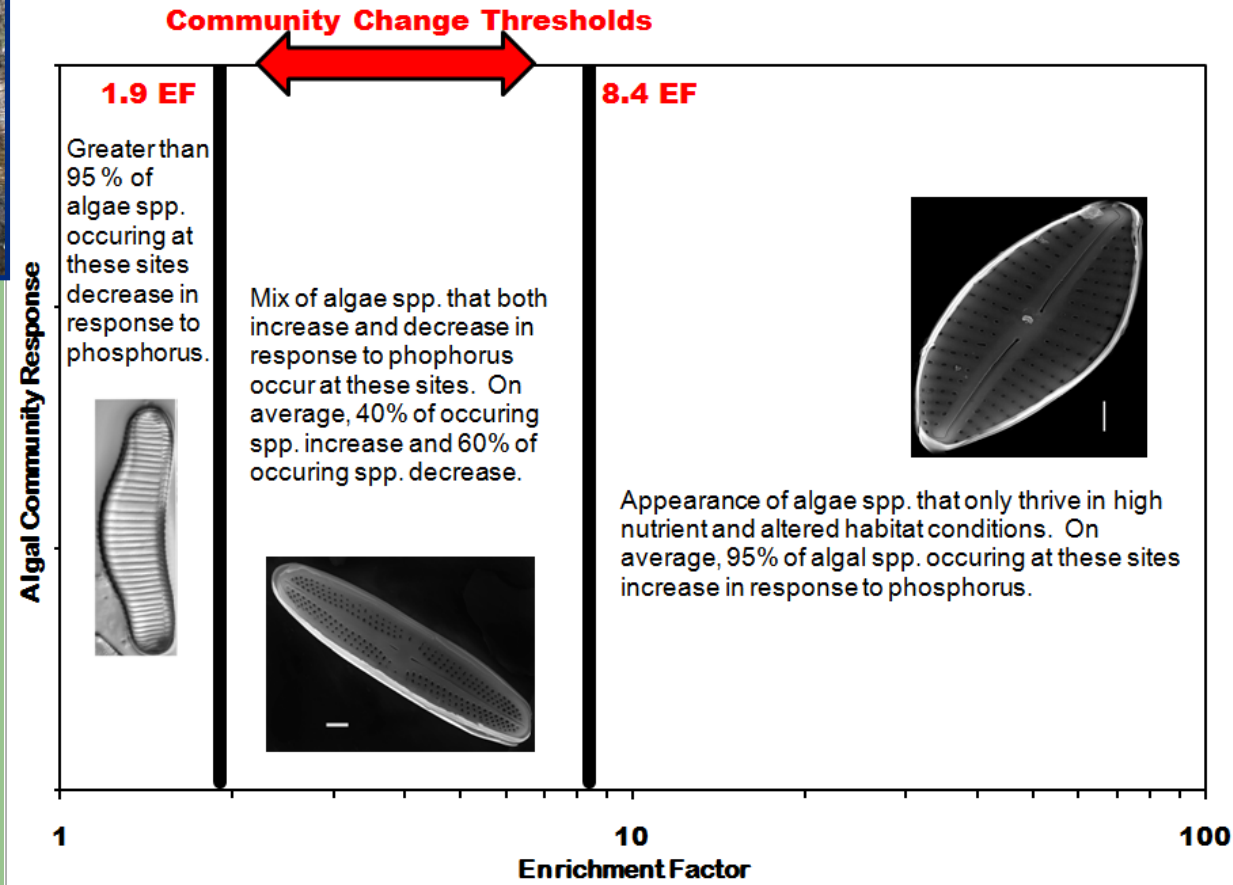 Community Change Thresholds
1.9 EF
8.4 EF
Greater than
95 % of
algae spp.
occuring at
these sites
decrease in
response to
phosphorus.
Mix of algae spp. that both
increase and decrease in
response to phophorus
occur at these sites. On
average, 40% of occuring
spp. increase and 60% of
occuring spp. decrease.
Appearance of algae spp. that only thrive in high
nutrient and altered habitat conditions. On
average, 95% of algal spp. occuring at these sites
increase in response to phosphorus.
Algal Community Response
1
10
100
Enrichment Factor